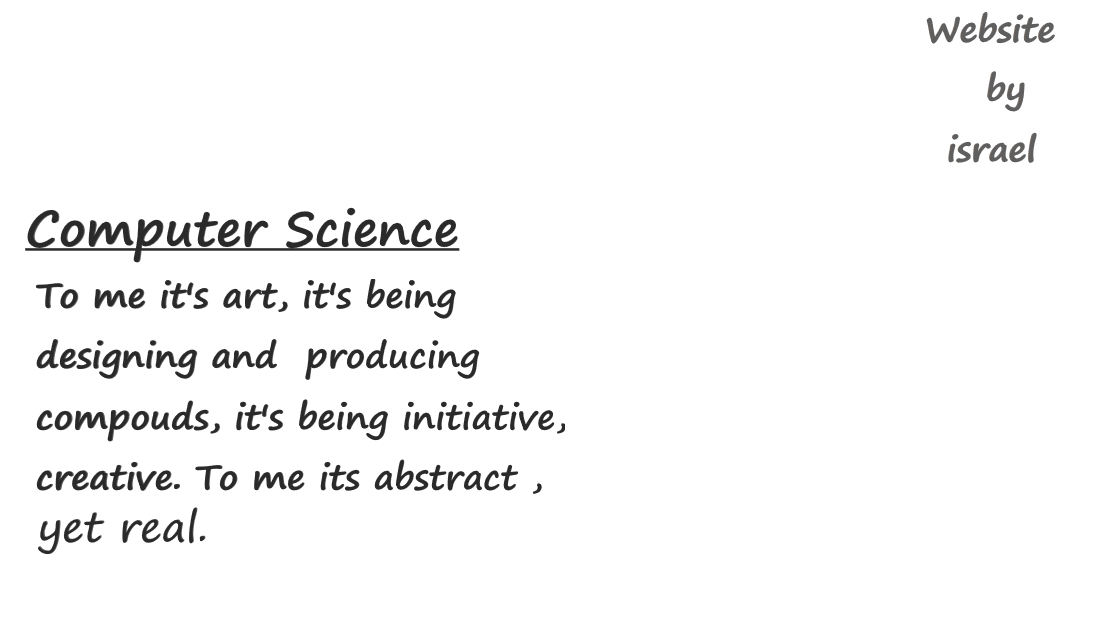 Website
by
israel
Computer Science
To me it's art, it's being
designing and producing
compouds, it's being initiative,
creative. To me its abstract ,
yet real.